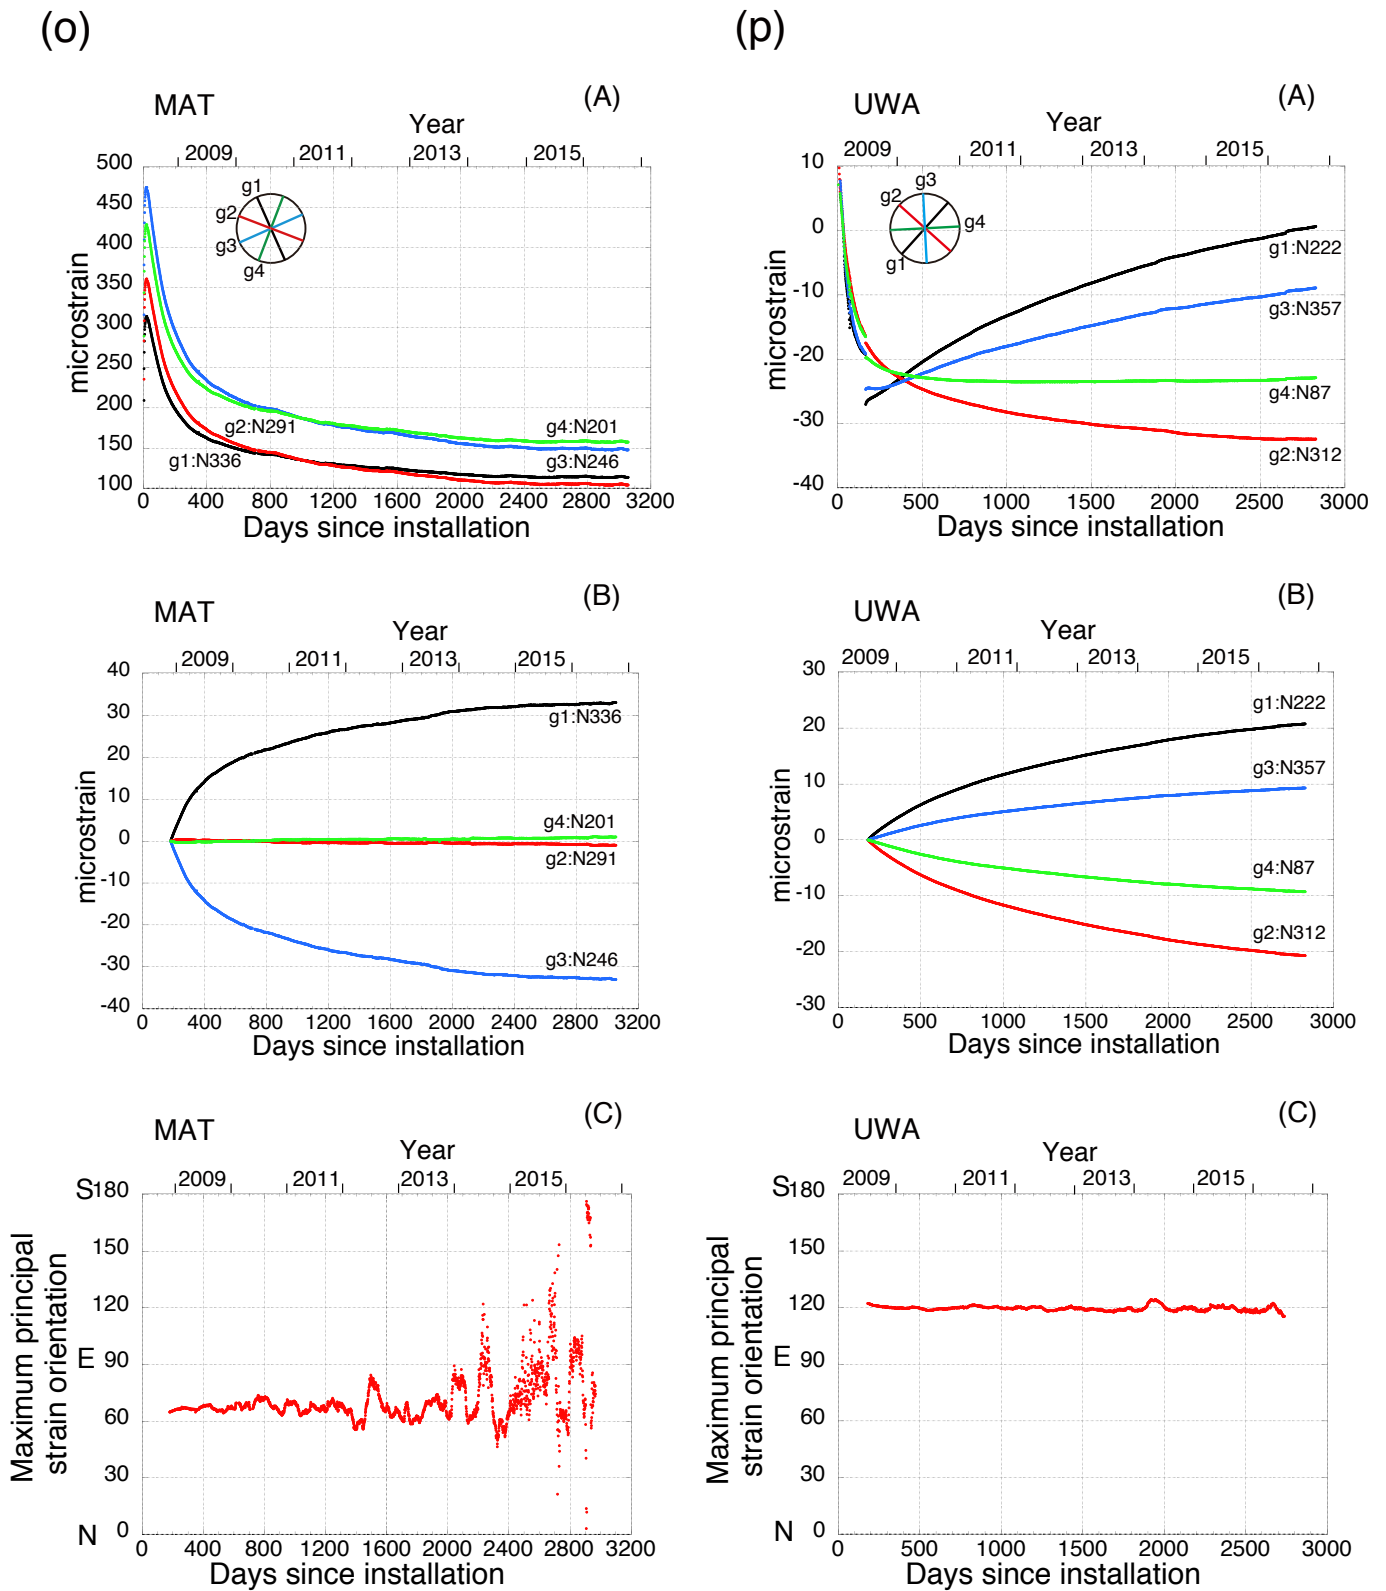 (o)
MAT
(A)
Year
2009 2011 2013 2015
500
450
400
350
300
250
200
150
100
microstrain
g1
g2
g3
g4
g2:N291
g1:N336
g4:N201
g3:N246
0 400 800 1200 1600 2000 2400 2800 3200
Days since installation
(p)
UWA
(A)
Year
2009 2011 2013 2015
10
0
-10
-20
-30
-40
microstrain
g3
g2
g4
g1
g1:N222
g3:N357
g4:N87
g2:N312
0 500 1000 1500 2000 2500 3000
Days since installation
MAT
(B)
Year
2009 2011 2013 2015
40
30
20
10
0
-10
-20
-30
-40
microstrain
g1:N336
g4:N201
g2:N291
g3:N246
0 400 800 1200 1600 2000 2400 2800 3200
Days since installation
UWA
(B)
Year
2009 2011 2013 2015
30
20
10
0
-10
-20
-30
microstrain
g1:N222
g3:N357
g4:N87
g2:N312
0 500 1000 1500 2000 2500 3000
Days since installation
MAT
(C)
Year
2009 2011 2013 2015
S 180
150
120
E 90
60
30
N 0
Maximum principal
strain orientation
0 400 800 1200 1600 2000 2400 2800 3200
Days since installation
UWA
(C)
Year
2009 2011 2013 2015
S 180
150
120
E 90
60
30
N 0
Maximum principal
strain orientation
0 500 1000 1500 2000 2500 3000
Days since installation